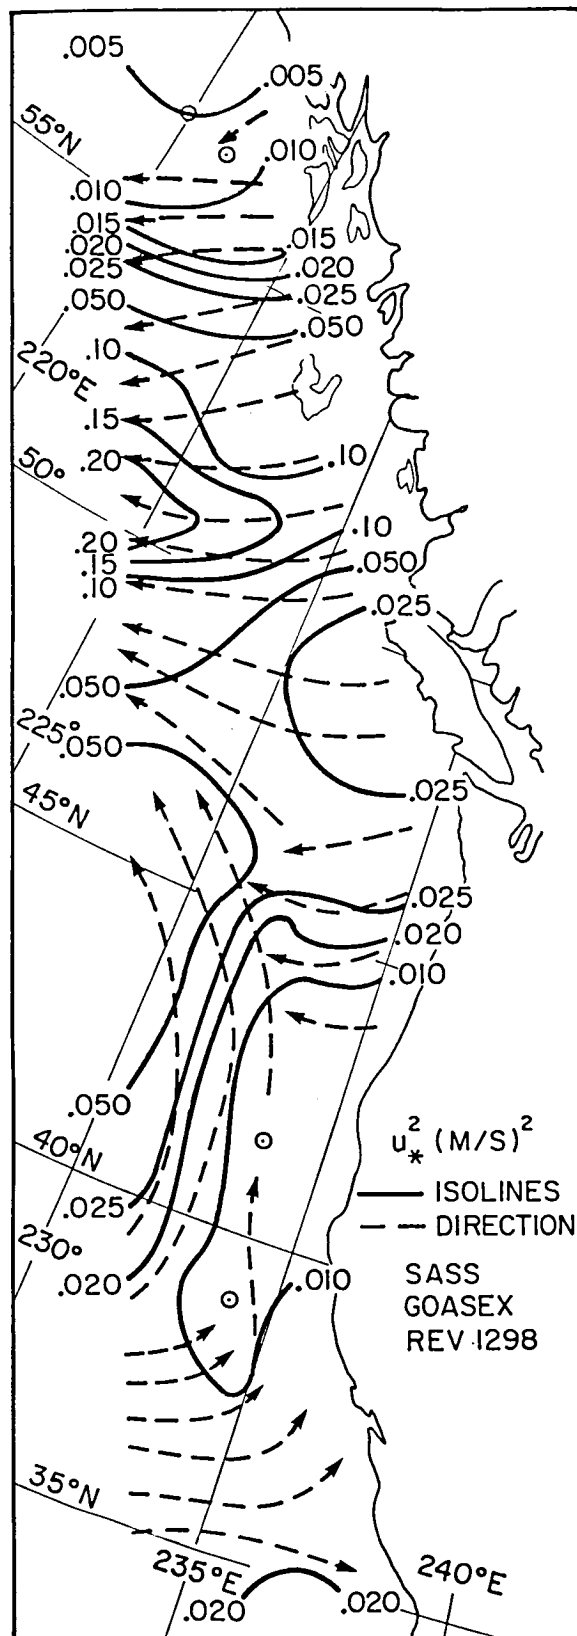 .005
.005
55°N
.010
.010
.015
.020
.025
.015
.020
.025
.050
.050
.10
220°E
.15
.20
.10
50°
.20
.15
.10
.10
.050
.025
.050
225°
.050
.025
45°N
.025
.020
.010
.050
u²* (M/S)²
40°N
ISOLINES
.025
DIRECTION
230°
.020
.010
SASS
GOASEX
REV 1298
35°N
235°E
240°E
.020
.020